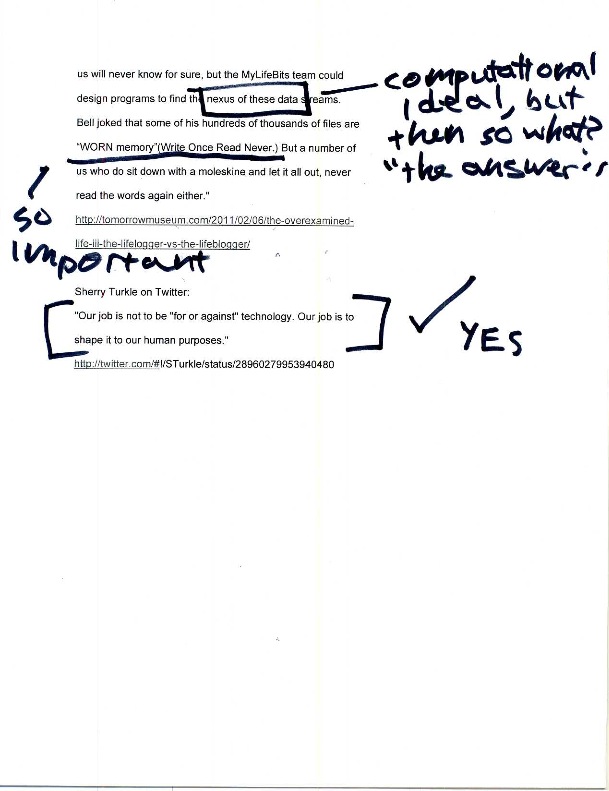 us will never know for sure, but the MyLifeBits team could
design programs to find the nexus of these data streams.
Bell joked that some of his hundreds of thousands of files are
"WORN memory"(Write Once Read Never.) But a number of
us who do sit down with a moleskine and let it all out, never
read the words again either."
http://tomorrowmuseum.com/2011/02/06/the-overexamined-
life-iii-the-lifelogger-vs-the-lifeblogger/
Sherry Turkle on Twitter:
"Our job is not to be "for or against" technology. Our job is to
shape it to our human purposes."
http://twitter.com/#!/STurkle/status/28960279953940480
computational
ideal, but
then so what?
"the answer is
so
important
YES